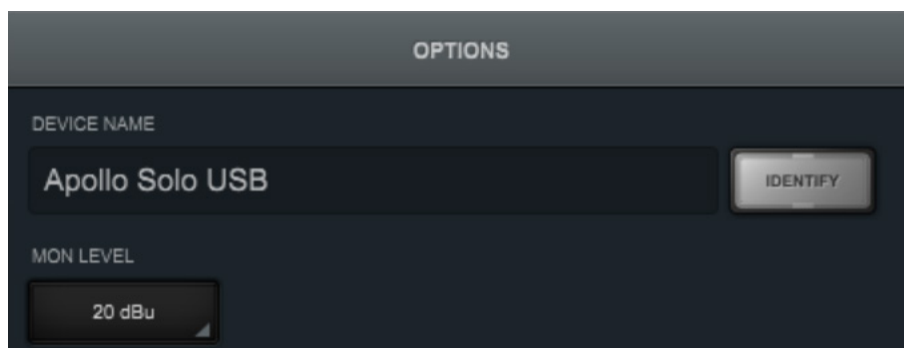 OPTIONS
DEVICE NAME
Apollo Solo USB
IDENTIFY
MON LEVEL
20 dBu